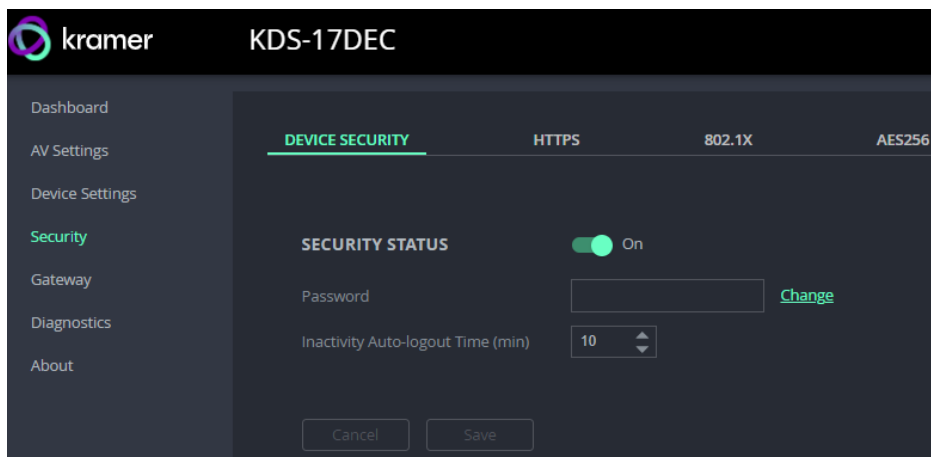 kramer
KDS-17DEC
Dashboard
AV Settings
Device Settings
Security
Gateway
Diagnostics
About
DEVICE SECURITY HTTPS 802.1X AES256
SECURITY STATUS On
Password Change
Inactivity Auto-logout Time (min) 10
Cancel Save